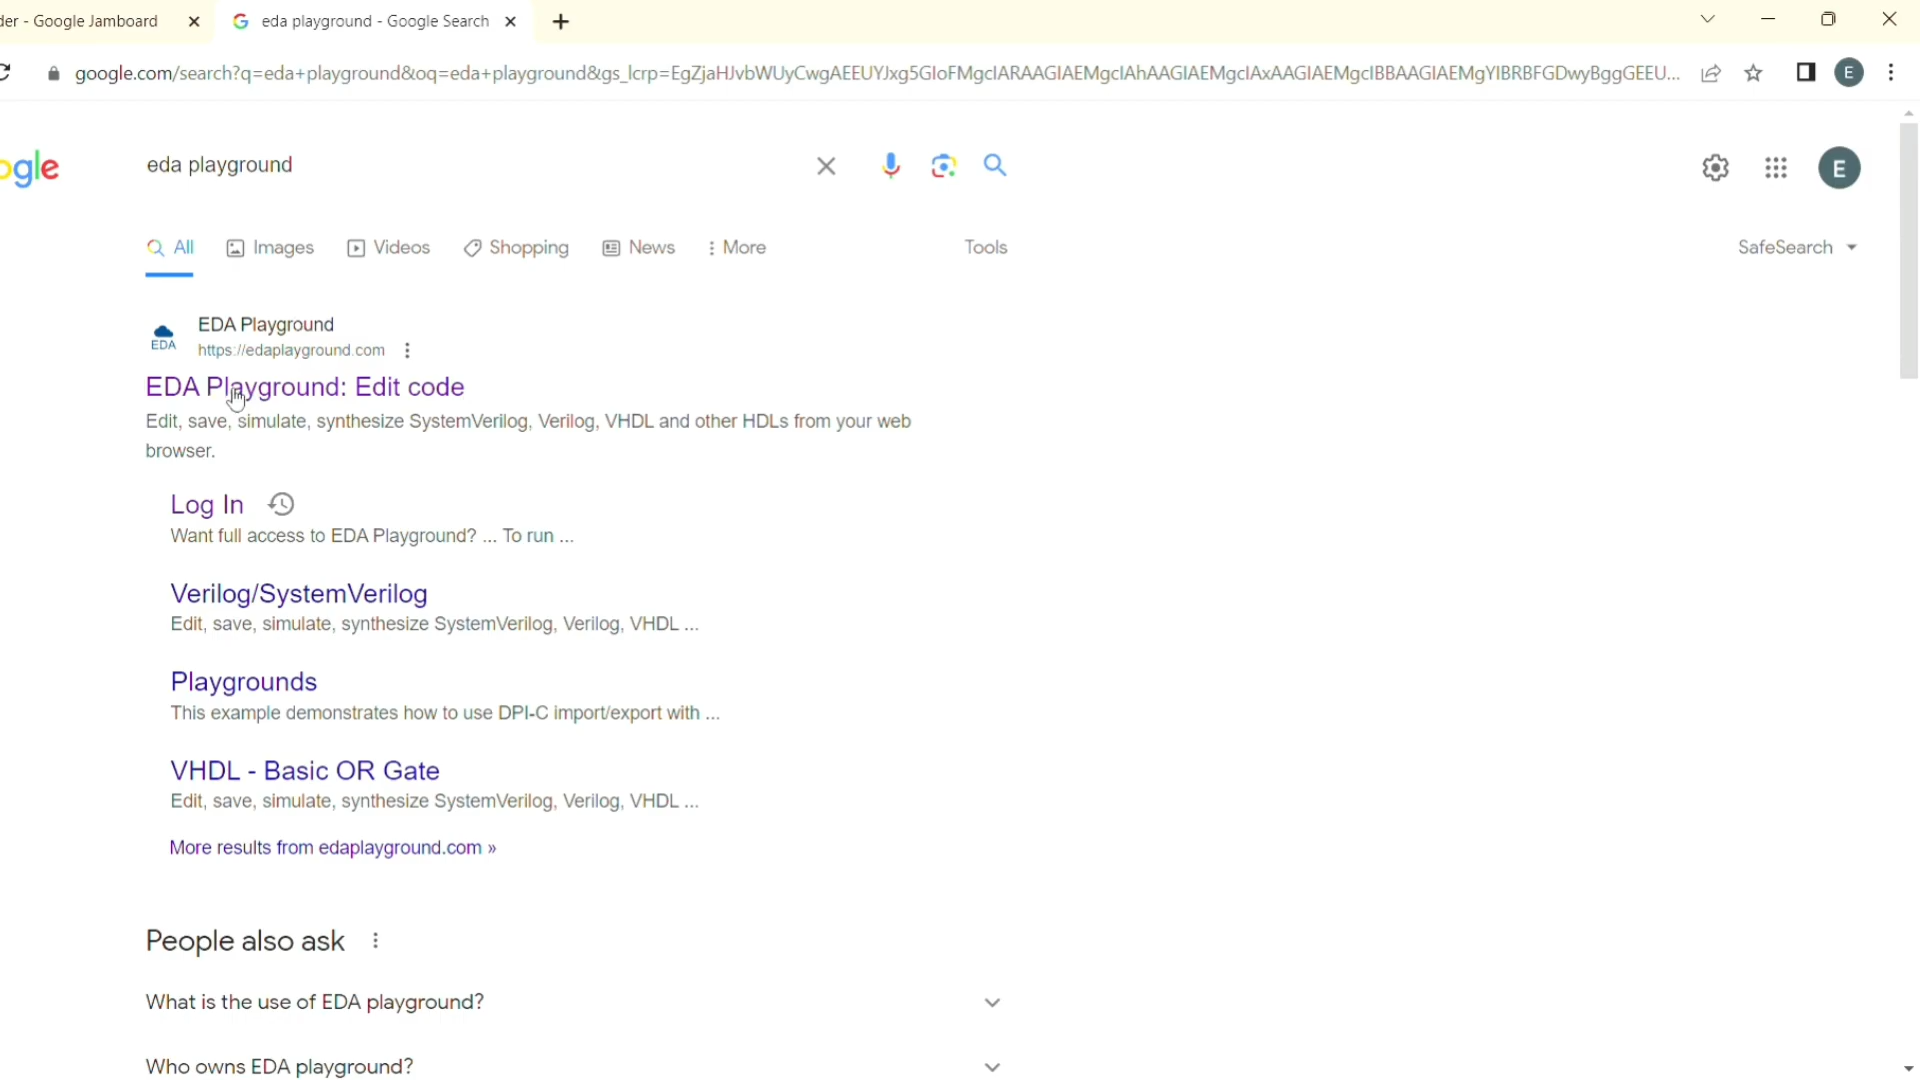 der - Google Jamboard
eda playground - Google Search
google.com/search?q=eda+playground&oq=eda+playground&gs_lcrp=EgZjaHJvbWUyCwgAEEUYJxg5GIoFMgcIARAAGIAEMgcIAhAAGIAEMgcIAxAAGIAEMgcIBBAAGIAEMgYIBRBFGDwyBggGEEU...
E
ogle
eda playground
E
All Images Videos Shopping News More Tools SafeSearch
EDA
EDA Playground
https://edaplayground.com
EDA Playground: Edit code
Edit, save, simulate, synthesize SystemVerilog, Verilog, VHDL and other HDLs from your web
browser.
Log In
Want full access to EDA Playground? ... To run ...
Verilog/SystemVerilog
Edit, save, simulate, synthesize SystemVerilog, Verilog, VHDL ...
Playgrounds
This example demonstrates how to use DPI-C import/export with ...
VHDL - Basic OR Gate
Edit, save, simulate, synthesize SystemVerilog, Verilog, VHDL ...
More results from edaplayground.com »
People also ask
What is the use of EDA playground?
Who owns EDA playground?